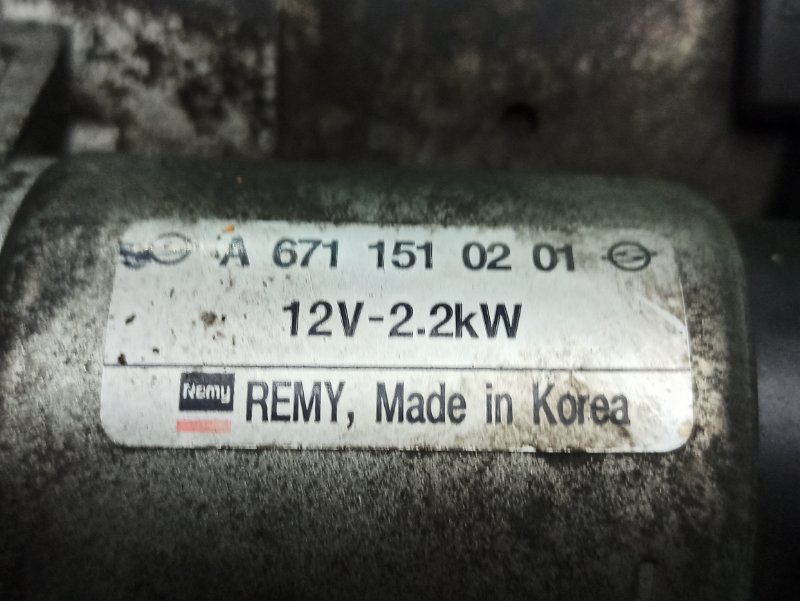 A 671 151 02 01
12V-2.2kW
Remy REMY, Made in Korea